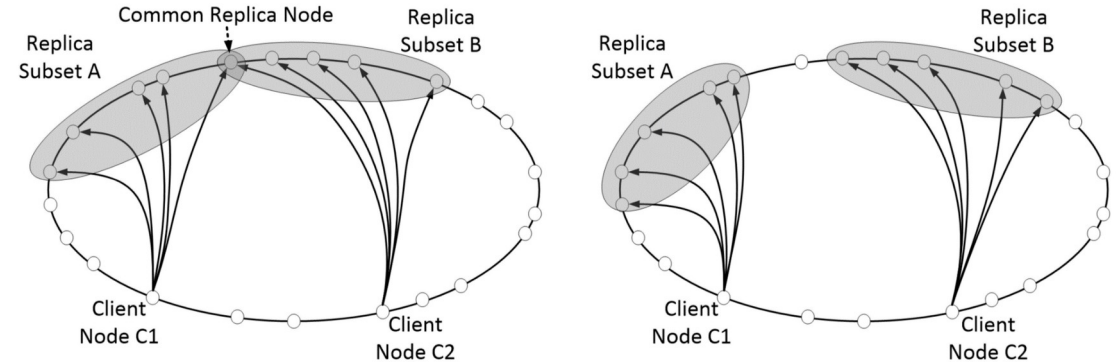 Common Replica Node
Replica
Subset A
Replica
Subset B
Client
Node C1
Client
Node C2
Replica
Subset A
Replica
Subset B
Client
Node C1
Client
Node C2